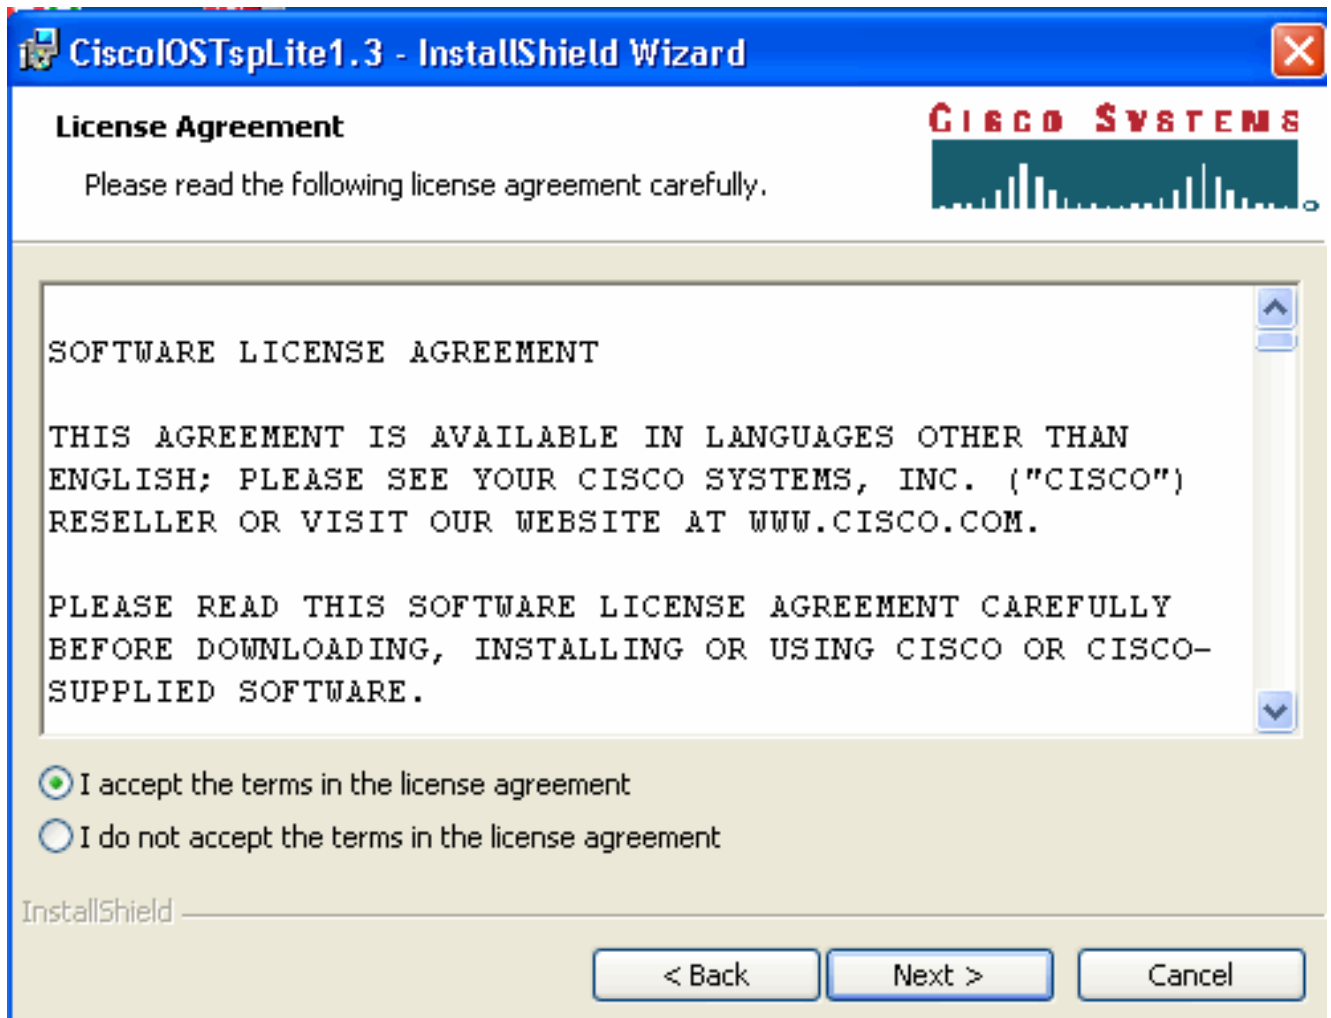 CiscoIOSTspLite1.3 - InstallShield Wizard
License Agreement
Please read the following license agreement carefully.
CISCO SYSTEMS
SOFTWARE LICENSE AGREEMENT
THIS AGREEMENT IS AVAILABLE IN LANGUAGES OTHER THAN
ENGLISH; PLEASE SEE YOUR CISCO SYSTEMS, INC. ("CISCO")
RESELLER OR VISIT OUR WEBSITE AT WWW.CISCO.COM.
PLEASE READ THIS SOFTWARE LICENSE AGREEMENT CAREFULLY
BEFORE DOWNLOADING, INSTALLING OR USING CISCO OR CISCO-
SUPPLIED SOFTWARE.
I accept the terms in the license agreement
I do not accept the terms in the license agreement
InstallShield
< Back
Next >
Cancel